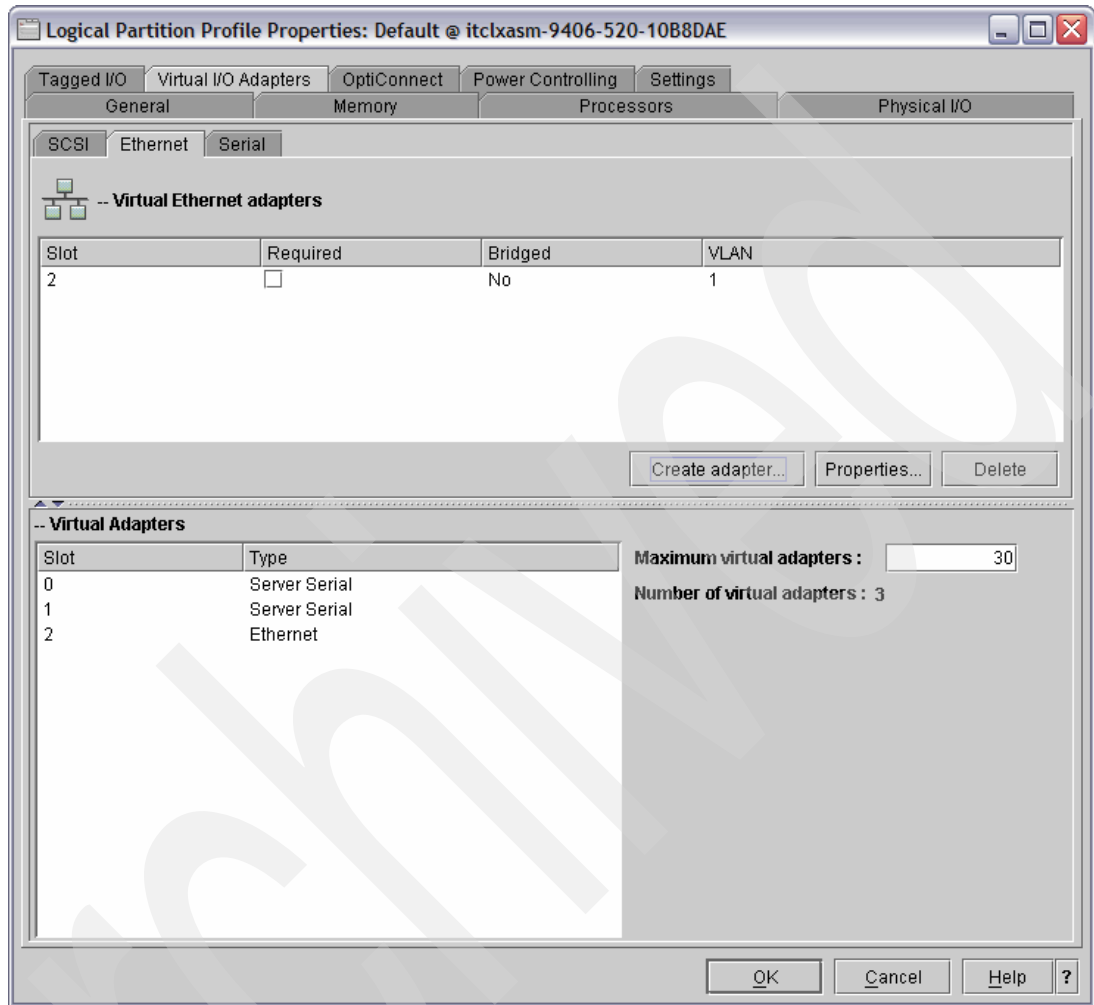 Logical Partition Profile Properties: Default @ itclxasm-9406-520-10B8DAE
Tagged I/O Virtual I/O Adapters OptiConnect Power Controlling Settings
General Memory Processors Physical I/O
SCSI Ethernet Serial
-- Virtual Ethernet adapters
Slot Required Bridged VLAN
2 No 1
Create adapter... Properties... Delete
-- Virtual Adapters
Slot Type
0 Server Serial
1 Server Serial
2 Ethernet
Maximum virtual adapters : 30
Number of virtual adapters : 3
OK Cancel Help ?